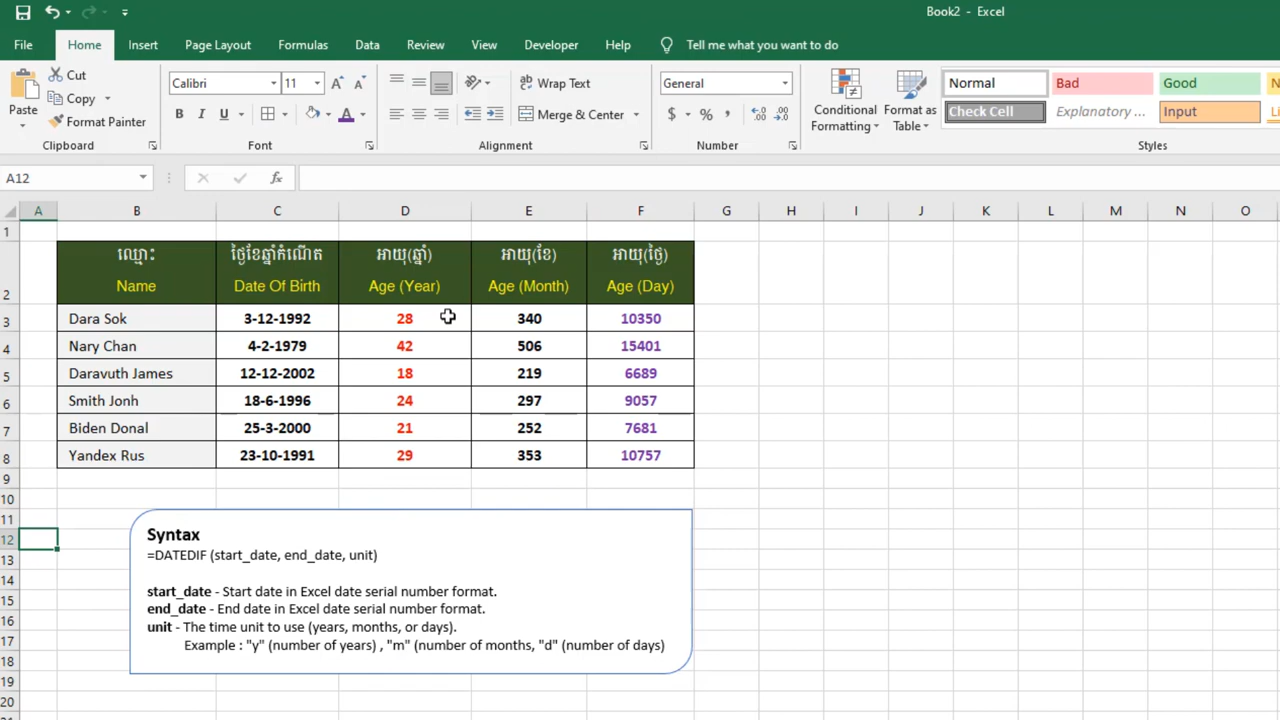 Book2 - Excel
File Home Insert Page Layout Formulas Data Review View Developer Help Tell me what you want to do
Paste
Cut
Copy
Format Painter
Clipboard
Calibri 11
B I U
Font
Wrap Text
Merge & Center
Alignment
General
$ % ,
Number
Conditional Formatting
Format as Table
Normal Bad Good
Check Cell Explanatory ... Input
Styles
A12
fx
A B C D E F G H I J K L M N O
1
2
ឈ្មោះ ថ្ងៃខែឆ្នាំកំណើត អាយុ(ឆ្នាំ) អាយុ(ខែ) អាយុ(ថ្ងៃ)
Name Date Of Birth Age (Year) Age (Month) Age (Day)
3 Dara Sok 3-12-1992 28 340 10350
4 Nary Chan 4-2-1979 42 506 15401
5 Daravuth James 12-12-2002 18 219 6689
6 Smith Jonh 18-6-1996 24 297 9057
7 Biden Donal 25-3-2000 21 252 7681
8 Yandex Rus 23-10-1991 29 353 10757
9
10
11
12
13
14
15
16
17
18
19
20
Syntax
=DATEDIF (start_date, end_date, unit)
start_date - Start date in Excel date serial number format.
end_date - End date in Excel date serial number format.
unit - The time unit to use (years, months, or days).
Example : "y" (number of years) , "m" (number of months, "d" (number of days)